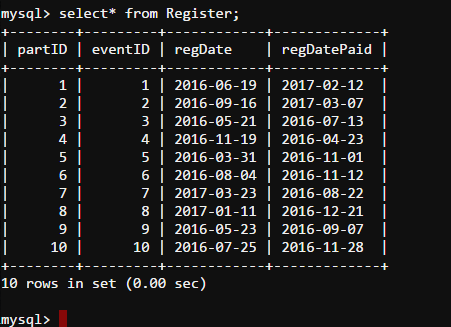 mysql> select* from Register;
+--------+---------+------------+-------------+
| partID | eventID | regDate    | regDatePaid |
+--------+---------+------------+-------------+
|      1 |       1 | 2016-06-19 | 2017-02-12  |
|      2 |       2 | 2016-09-16 | 2017-03-07  |
|      3 |       3 | 2016-05-21 | 2016-07-13  |
|      4 |       4 | 2016-11-19 | 2016-04-23  |
|      5 |       5 | 2016-03-31 | 2016-11-01  |
|      6 |       6 | 2016-08-04 | 2016-11-12  |
|      7 |       7 | 2017-03-23 | 2016-08-22  |
|      8 |       8 | 2017-01-11 | 2016-12-21  |
|      9 |       9 | 2016-05-23 | 2016-09-07  |
|     10 |      10 | 2016-07-25 | 2016-11-28  |
+--------+---------+------------+-------------+
10 rows in set (0.00 sec)
mysql>